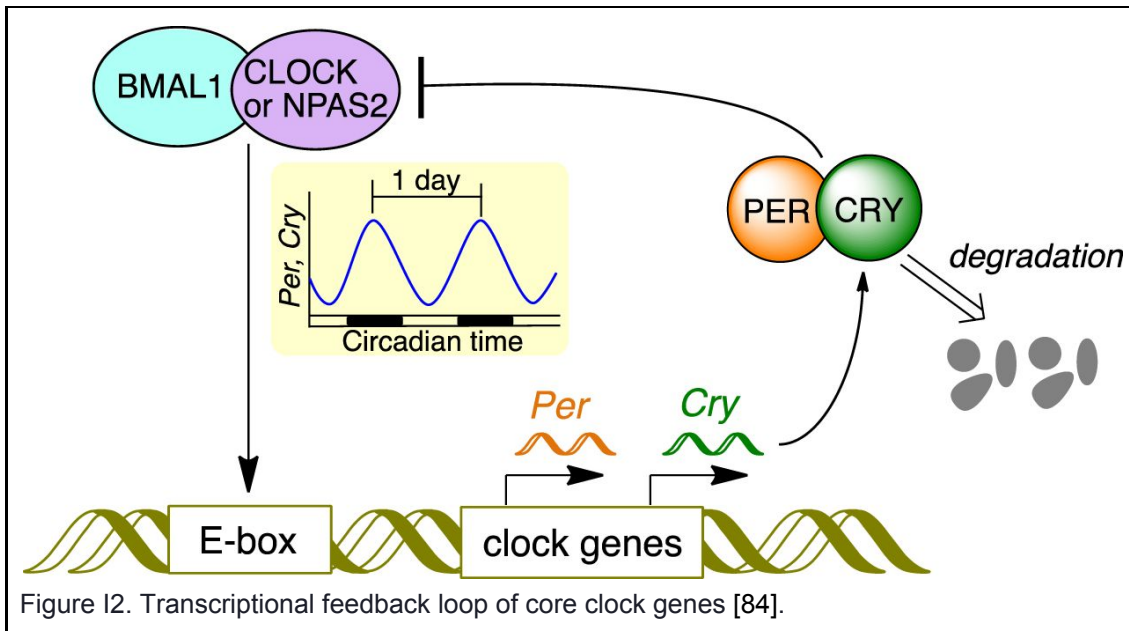 BMAL1
CLOCK
or NPAS2
1 day
Per, Cry
Circadian time
PER
CRY
degradation
Per
Cry
E-box
clock genes
Figure I2. Transcriptional feedback loop of core clock genes [84].